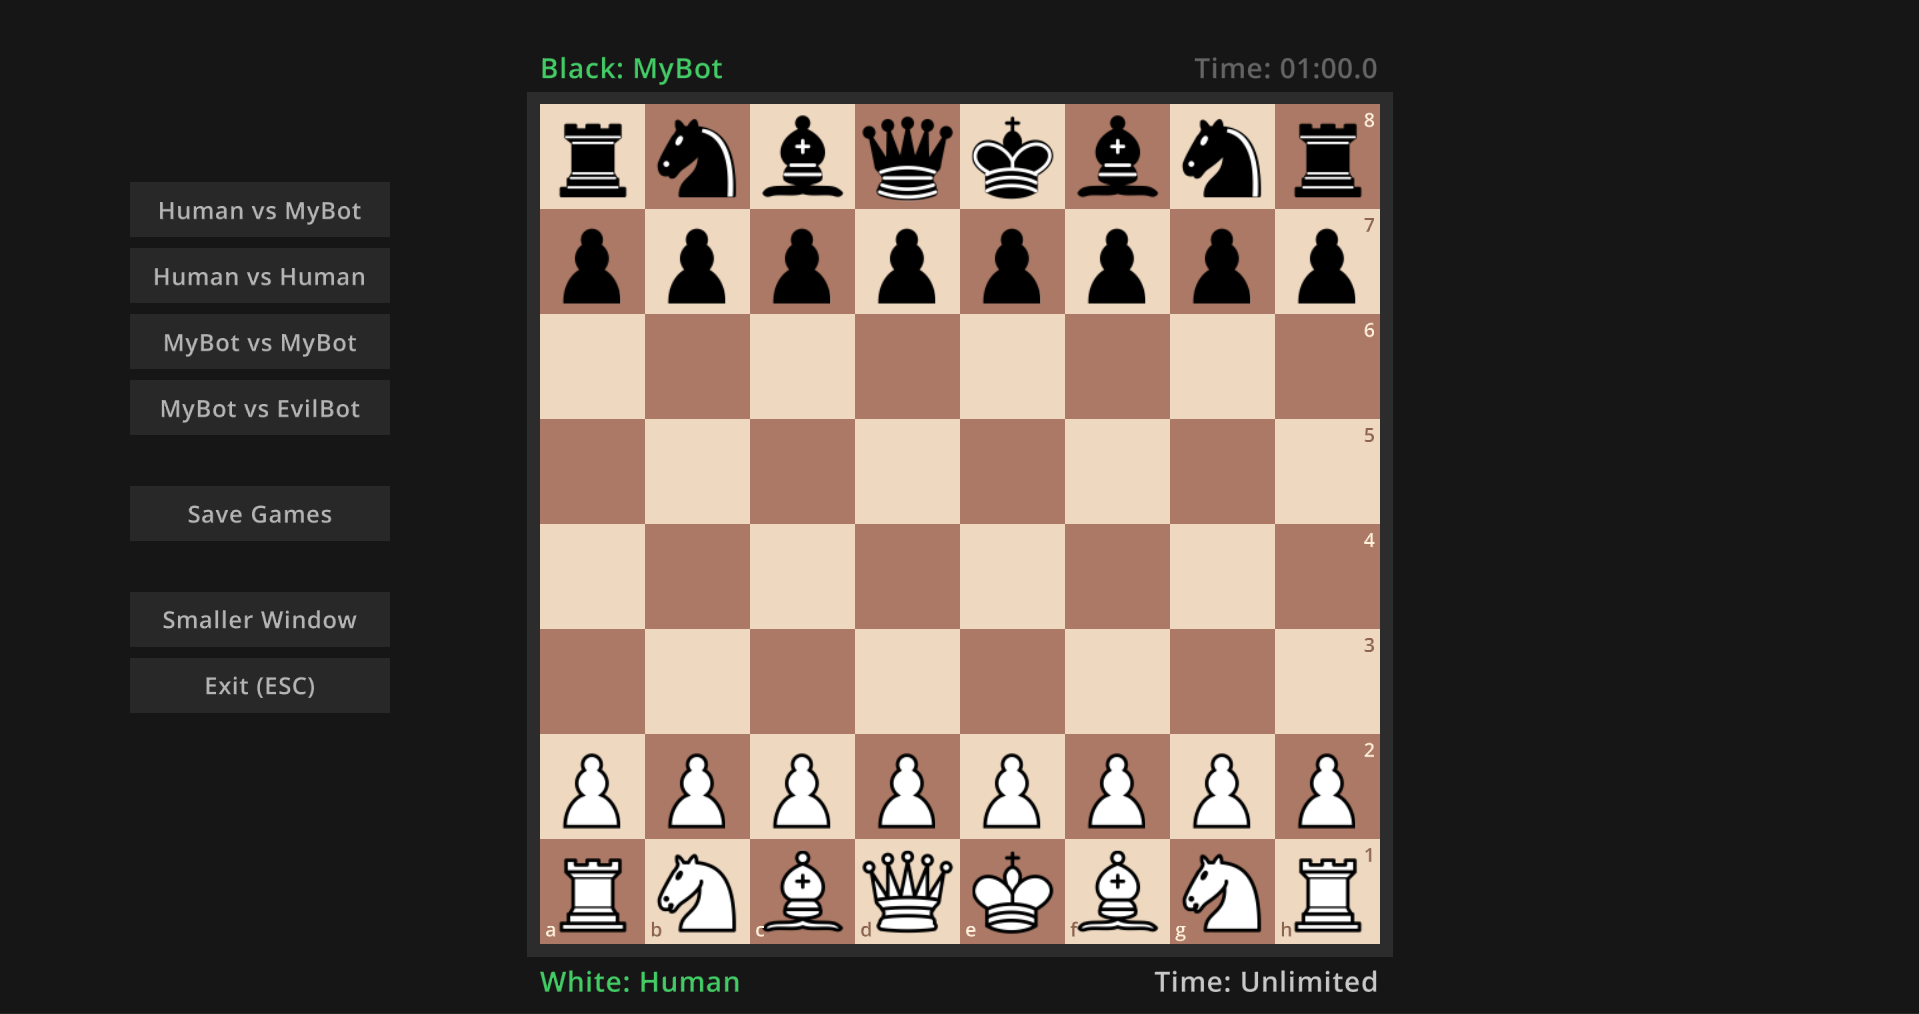 Black: MyBot
Time: 01:00.0
Human vs MyBot
Human vs Human
MyBot vs MyBot
MyBot vs EvilBot
Save Games
Smaller Window
Exit (ESC)
8
7
6
5
4
3
2
1
a b c d e f g h
White: Human
Time: Unlimited